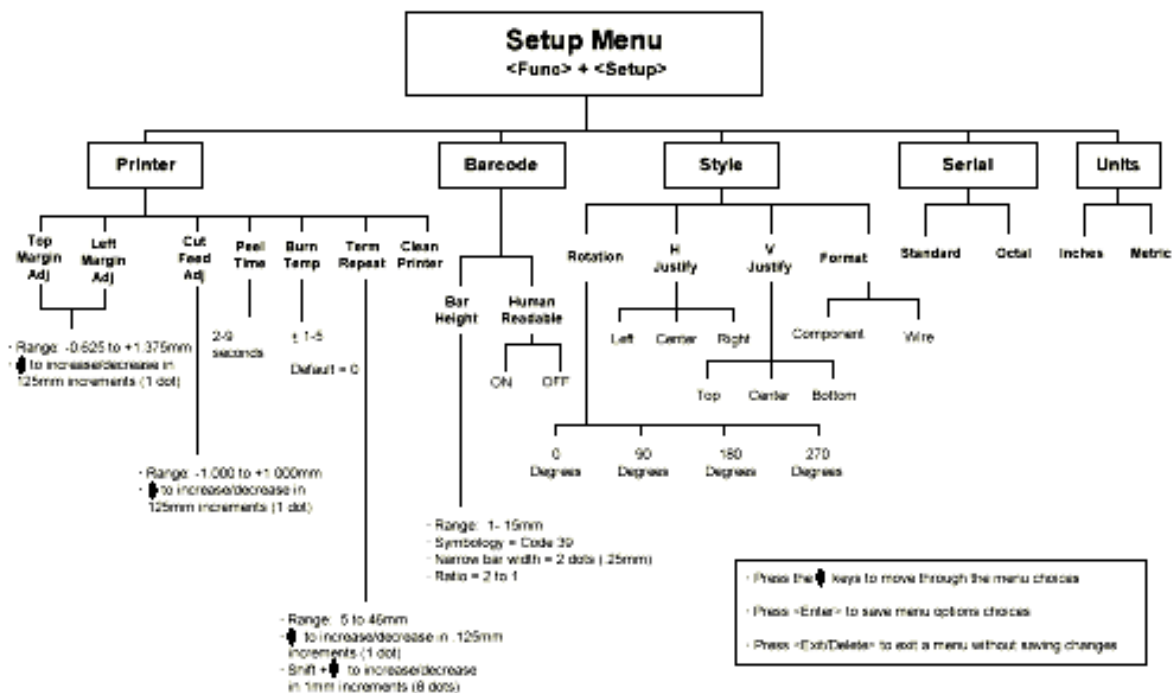 Setup Menu
<Func> + <Setup>
Printer
Barcode
Style
Serial
Units
Top
Margin
Adj
Left
Margin
Adj
Cut
Feed
Adj
Peel
Time
Burn
Temp
Term
Repeat
Clean
Printer
Bar
Height
Human
Readable
Rotation
H
Justify
V
Justify
Format
Standard
Octal
Inches
Metric
· Range: -0.625 to +1.375mm
· to increase/decrease in
125mm increments (1 dot)
2-9
seconds
± 1-5
Default = 0
ON
OFF
Left
Center
Right
Component
Wire
Top
Center
Bottom
0
Degrees
90
Degrees
180
Degrees
270
Degrees
· Range: -1.000 to +1.000mm
· to increase/decrease in
125mm increments (1 dot)
· Range: 1- 15mm
· Symbology = Code 39
· Narrow bar width = 2 dots (.25mm)
· Ratio = 2 to 1
· Range: 5 to 46mm
· to increase/decrease in .125mm
increments (1 dot)
· Shift + to increase/decrease
in 1mm increments (8 dots)
· Press the keys to move through the menu choices
· Press <Enter> to save menu options choices
· Press <Exit/Delete> to exit a menu without saving changes